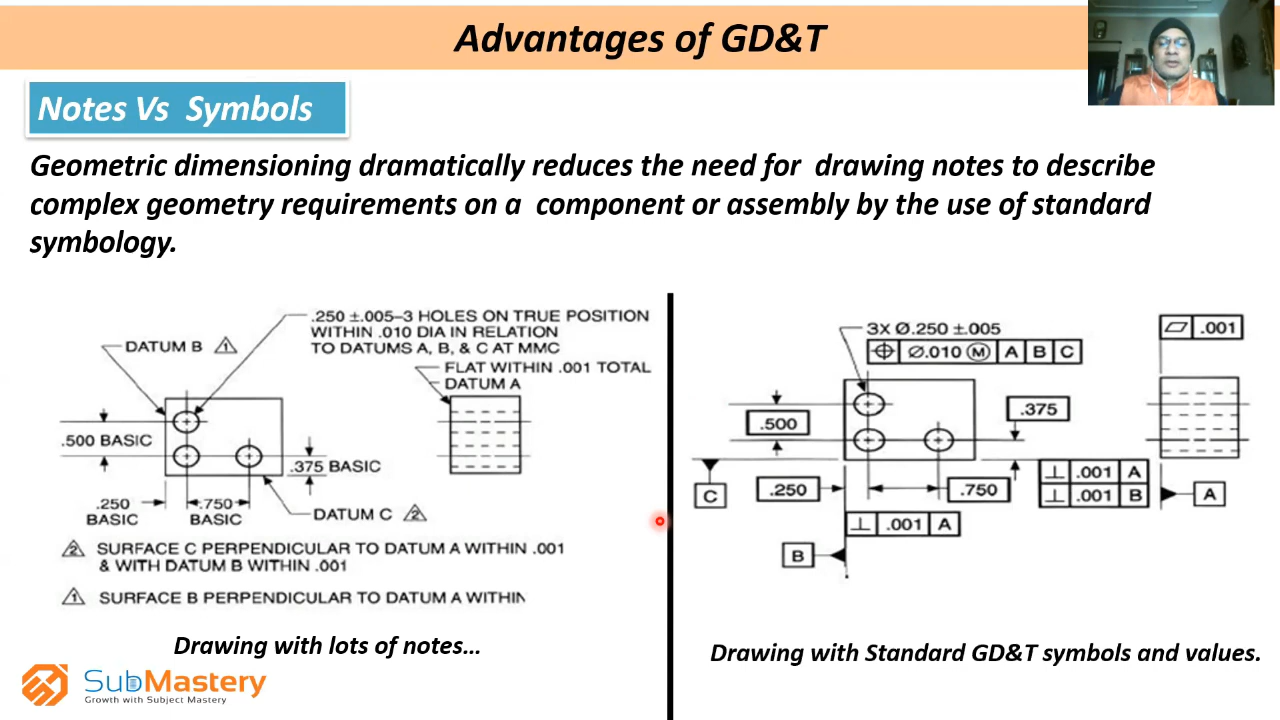 Advantages of GD&T
Notes Vs Symbols
Geometric dimensioning dramatically reduces the need for drawing notes to describe
complex geometry requirements on a component or assembly by the use of standard
symbology.
.250 ±.005–3 HOLES ON TRUE POSITION
WITHIN .010 DIA IN RELATION
TO DATUMS A, B, & C AT MMC
DATUM B 1
FLAT WITHIN .001 TOTAL
DATUM A
.500 BASIC
.375 BASIC
.250
BASIC
.750
BASIC
DATUM C 2
2 SURFACE C PERPENDICULAR TO DATUM A WITHIN .001
& WITH DATUM B WITHIN .001
1 SURFACE B PERPENDICULAR TO DATUM A WITHIN
Drawing with lots of notes...
3X Ø.250 ±.005
⌖ Ø.010 Ⓜ A B C
⏥ .001
.500
.375
C
.250
.750
⟂ .001 A
⟂ .001 B
A
⟂ .001 A
B
Drawing with Standard GD&T symbols and values.
SubMastery
Growth with Subject Mastery